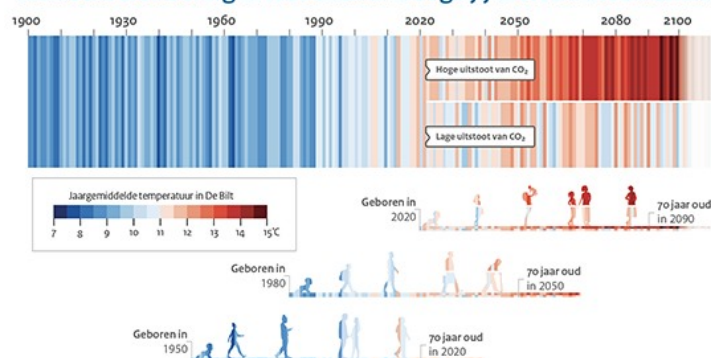 1900 1930 1960 1990 2020 2050 2080 2100
Hoge uitstoot van CO₂
Lage uitstoot van CO₂
Jaargemiddelde temperatuur in De Bilt
7 8 9 10 11 12 13 14 15°C
Geboren in
2020
70 jaar oud
in 2090
Geboren in
1980
70 jaar oud
in 2050
Geboren in
1950
70 jaar oud
in 2020